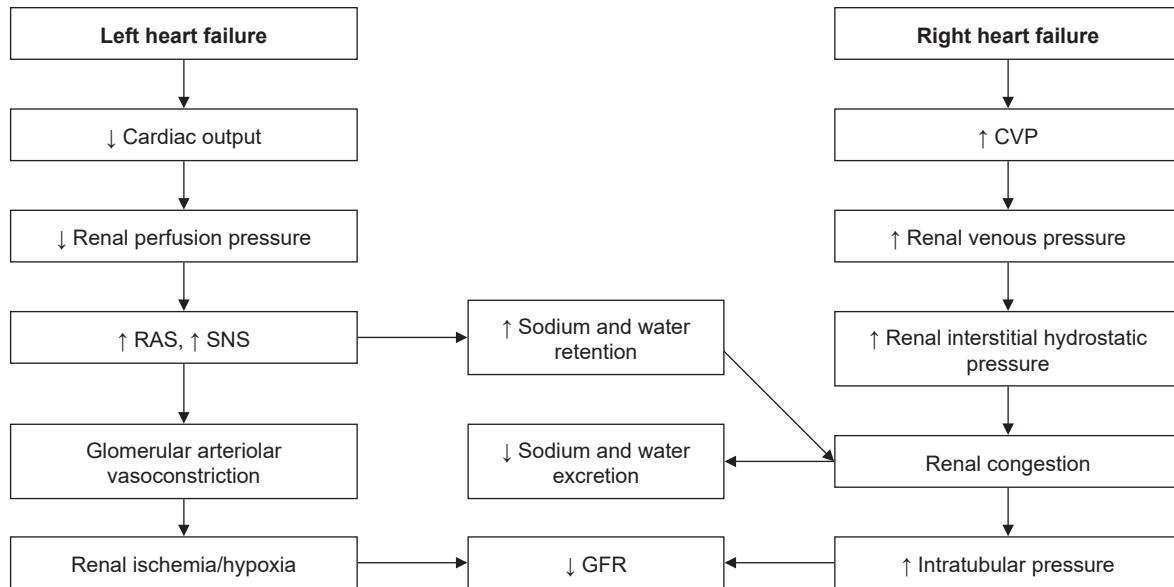 Left heart failure
↓ Cardiac output
↓ Renal perfusion pressure
↑ RAS, ↑ SNS
Glomerular arteriolar
vasoconstriction
Renal ischemia/hypoxia
↑ Sodium and water
retention
↓ Sodium and water
excretion
↓ GFR
Right heart failure
↑ CVP
↑ Renal venous pressure
↑ Renal interstitial hydrostatic
pressure
Renal congestion
↑ Intratubular pressure